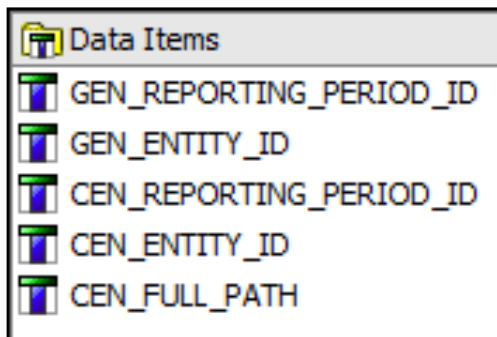 Data Items
GEN_REPORTING_PERIOD_ID
GEN_ENTITY_ID
CEN_REPORTING_PERIOD_ID
CEN_ENTITY_ID
CEN_FULL_PATH